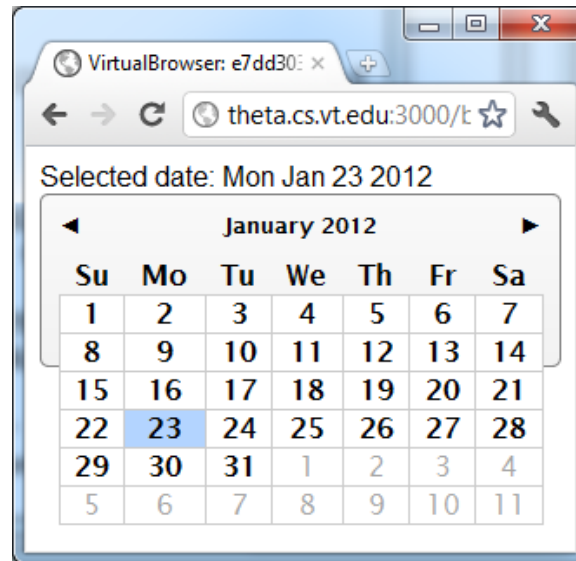 VirtualBrowser: e7dd303
theta.cs.vt.edu:3000/b
Selected date: Mon Jan 23 2012
January 2012
Su Mo Tu We Th Fr Sa
1 2 3 4 5 6 7
8 9 10 11 12 13 14
15 16 17 18 19 20 21
22 23 24 25 26 27 28
29 30 31 1 2 3 4
5 6 7 8 9 10 11